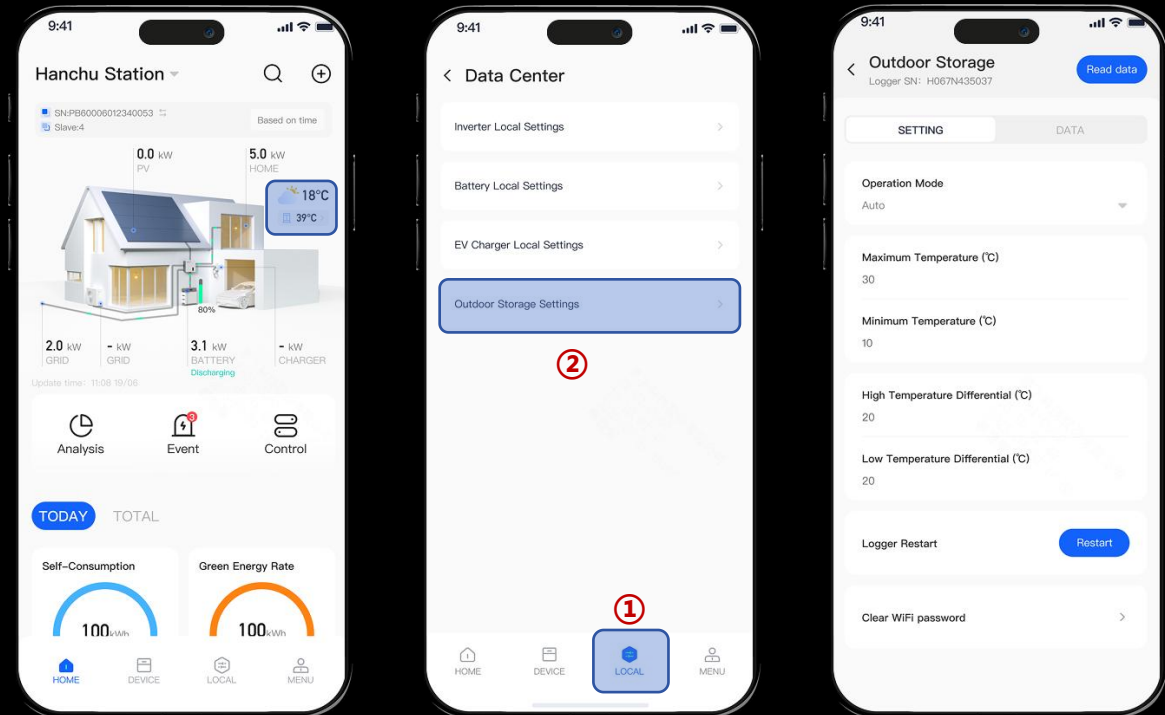 9:41
Hanchu Station
SN:PB60006012340053
Slave:4
Based on time
0.0 kW
PV
5.0 kW
HOME
18°C
39°C
80%
2.0 kW
GRID
- kW
GRID
3.1 kW
BATTERY
Discharging
- kW
CHARGER
Update time: 11:08 19/06
Analysis
3
Event
Control
TODAY
TOTAL
Self-Consumption
Green Energy Rate
100kWh
100kWh
HOME
DEVICE
LOCAL
MENU
9:41
Data Center
Inverter Local Settings
Battery Local Settings
EV Charger Local Settings
Outdoor Storage Settings
②
①
HOME
DEVICE
LOCAL
MENU
9:41
Outdoor Storage
Logger SN: H067N435037
Read data
SETTING
DATA
Operation Mode
Auto
Maximum Temperature (℃)
30
Minimum Temperature (℃)
10
High Temperature Differential (℃)
20
Low Temperature Differential (℃)
20
Logger Restart
Restart
Clear WiFi password